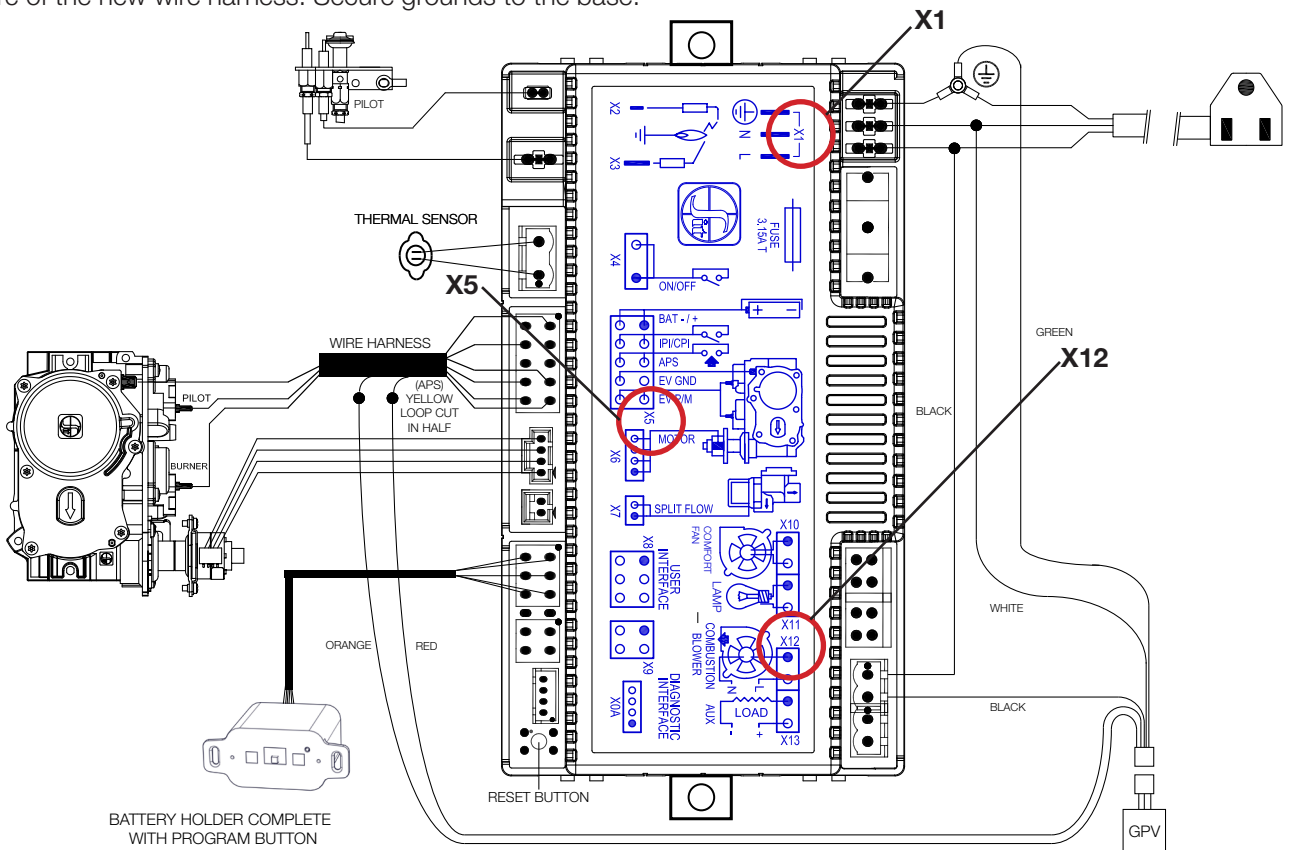 re of the new wire harness. Secure grounds to the base.
X1
PILOT
X2
X3
X1
N
L
FUSE
3.15A T
THERMAL SENSOR
X4
ON/OFF
X5
BAT - / +
IPI/CPI
APS
EV GND
EV P/M
X5
GREEN
X12
WIRE HARNESS
(APS)
YELLOW
LOOP CUT
IN HALF
PILOT
BURNER
BLACK
MOTOR
X6
X7
SPLIT FLOW
X10
COMFORT
FAN
LAMP
X11
X8
USER
INTERFACE
X12
COMBUSTION
BLOWER
N
L
WHITE
ORANGE
RED
X9
DIAGNOSTIC
INTERFACE
X0A
AUX
LOAD
- +
X13
BLACK
RESET BUTTON
BATTERY HOLDER COMPLETE
WITH PROGRAM BUTTON
GPV